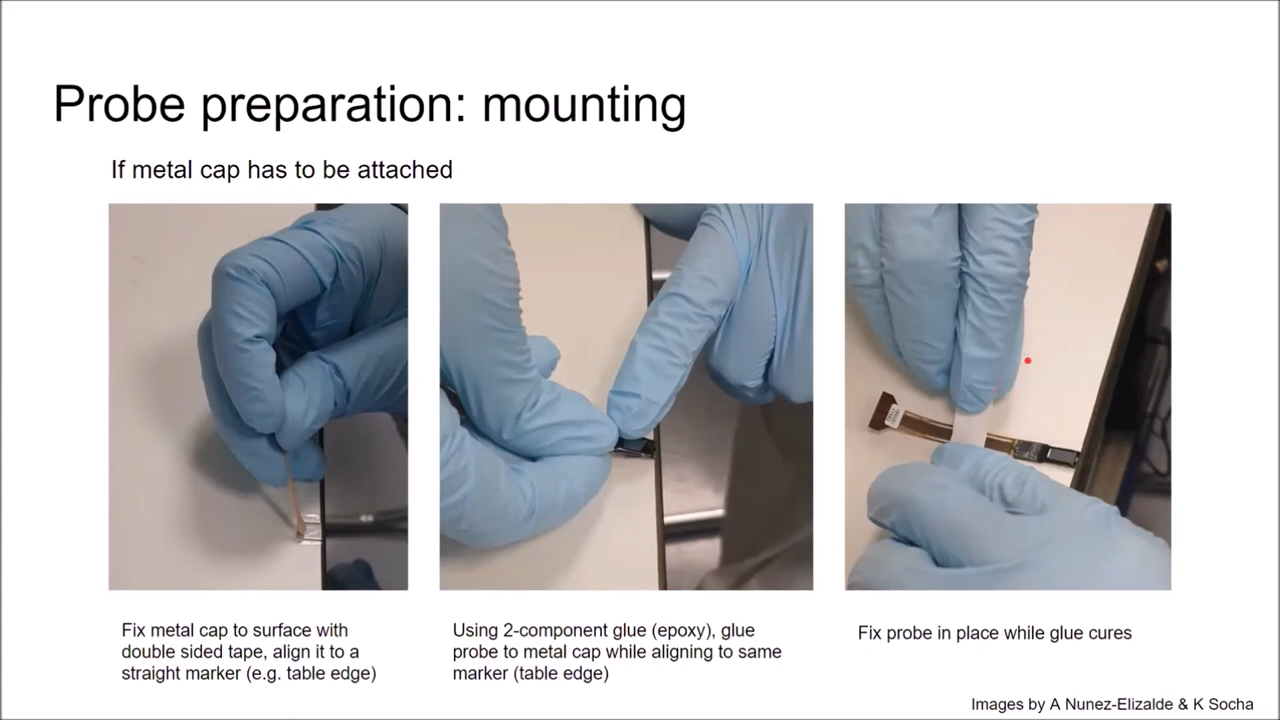 Probe preparation: mounting
If metal cap has to be attached
Fix metal cap to surface with
double sided tape, align it to a
straight marker (e.g. table edge)
Using 2-component glue (epoxy), glue
probe to metal cap while aligning to same
marker (table edge)
Fix probe in place while glue cures
Images by A Nunez-Elizalde & K Socha